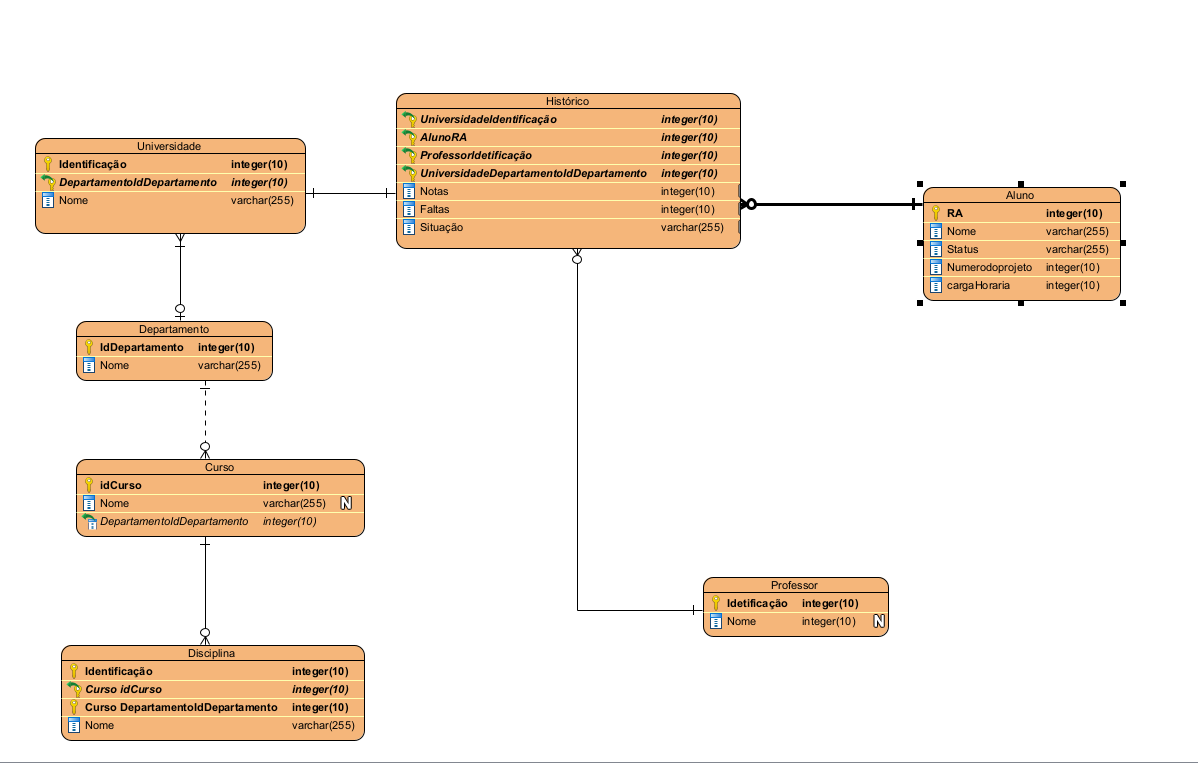 Histórico
UniversidadeIdentificação integer(10)
AlunoRA integer(10)
ProfessorIdetificação integer(10)
UniversidadeDepartamentoIdDepartamento integer(10)
Notas integer(10)
Faltas integer(10)
Situação varchar(255)
Universidade
Identificação integer(10)
DepartamentoIdDepartamento integer(10)
Nome varchar(255)
Aluno
RA integer(10)
Nome varchar(255)
Status varchar(255)
Numerodoprojeto integer(10)
cargaHoraria integer(10)
Departamento
IdDepartamento integer(10)
Nome varchar(255)
Curso
idCurso integer(10)
Nome varchar(255) N
DepartamentoIdDepartamento integer(10)
Professor
Idetificação integer(10)
Nome integer(10) N
Disciplina
Identificação integer(10)
Curso idCurso integer(10)
Curso DepartamentoIdDepartamento integer(10)
Nome varchar(255)